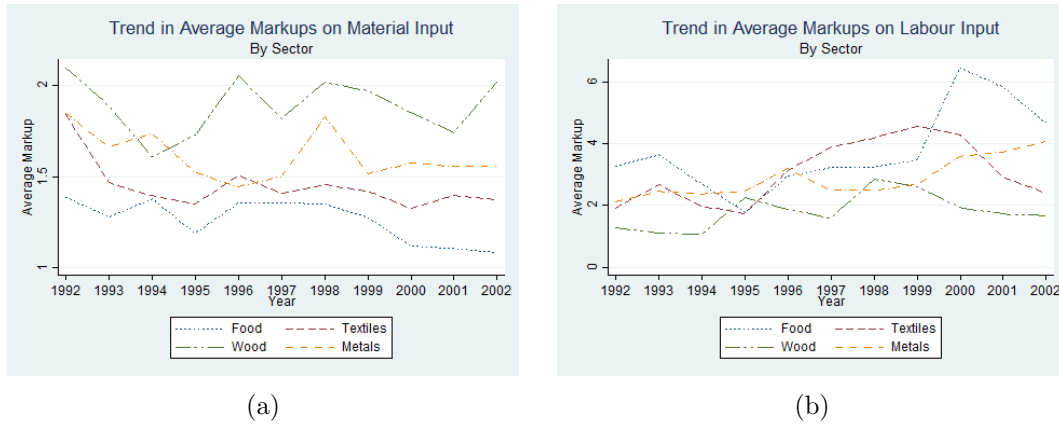 Trend in Average Markups on Material Input
By Sector
Average Markup
2
1.5
1
1992 1993 1994 1995 1996 1997 1998 1999 2000 2001 2002
Year
Food Textiles
Wood Metals
(a)
Trend in Average Markups on Labour Input
By Sector
Average Markup
6
4
2
0
1992 1993 1994 1995 1996 1997 1998 1999 2000 2001 2002
Year
Food Textiles
Wood Metals
(b)